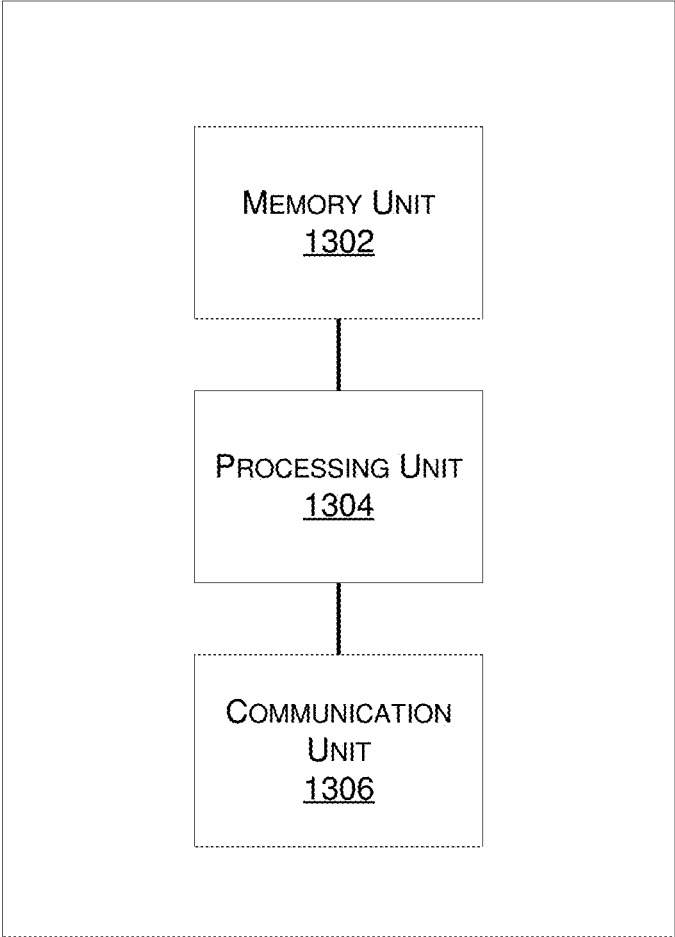 MEMORY UNIT
1302
PROCESSING UNIT
1304
COMMUNICATION
UNIT
1306